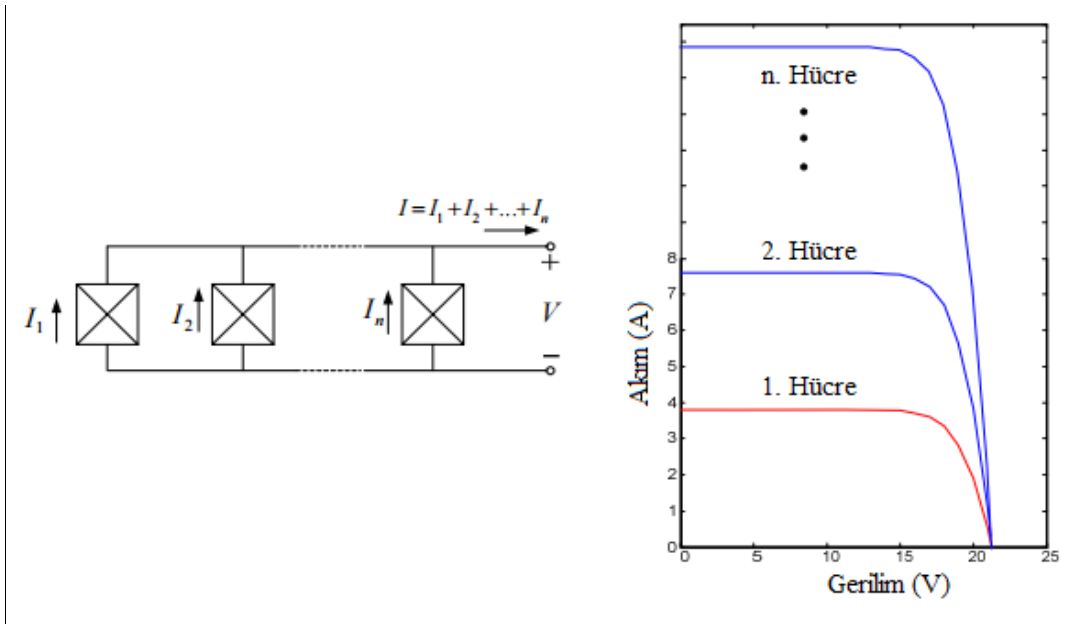 I = I₁ + I₂ + ... + Iₙ
+
I₁
I₂
Iₙ
V
−
n. Hücre
2. Hücre
1. Hücre
Akım (A)
8
7
6
5
4
3
2
1
0
0 5 10 15 20 25
Gerilim (V)